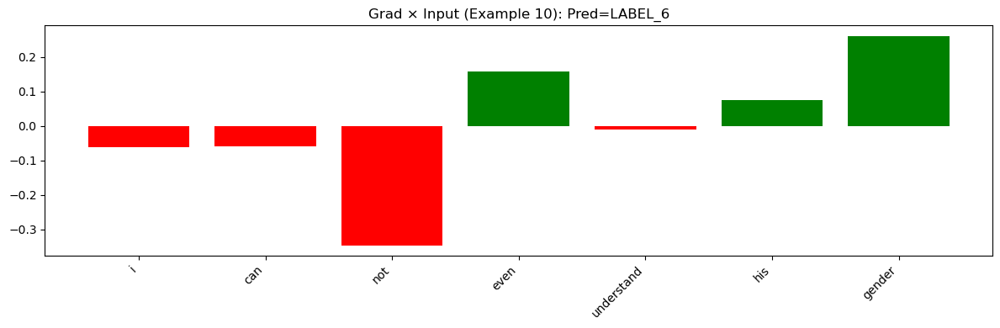 Grad × Input (Example 10): Pred=LABEL_6
0.2
0.1
0.0
−0.1
−0.2
−0.3
i
can
not
even
understand
his
gender